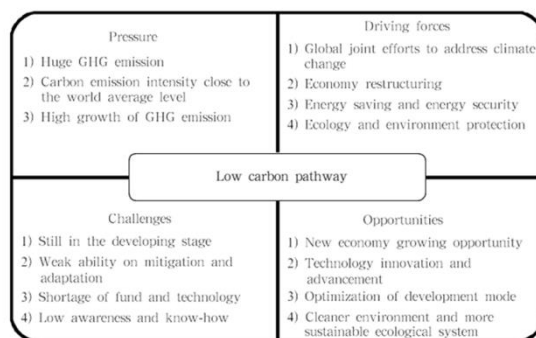 Pressure
1) Huge GHG emission
2) Carbon emission intensity close to
the world average level
3) High growth of GHG emission
Driving forces
1) Global joint efforts to address climate
change
2) Economy restructuring
3) Energy saving and energy security
4) Ecology and environment protection
Low carbon pathway
Challenges
1) Still in the developing stage
2) Weak ability on mitigation and
adaptation
3) Shortage of fund and technology
4) Low awareness and know-how
Opportunities
1) New economy growing opportunity
2) Technology innovation and
advancement
3) Optimization of development mode
4) Cleaner environment and more
sustainable ecological system